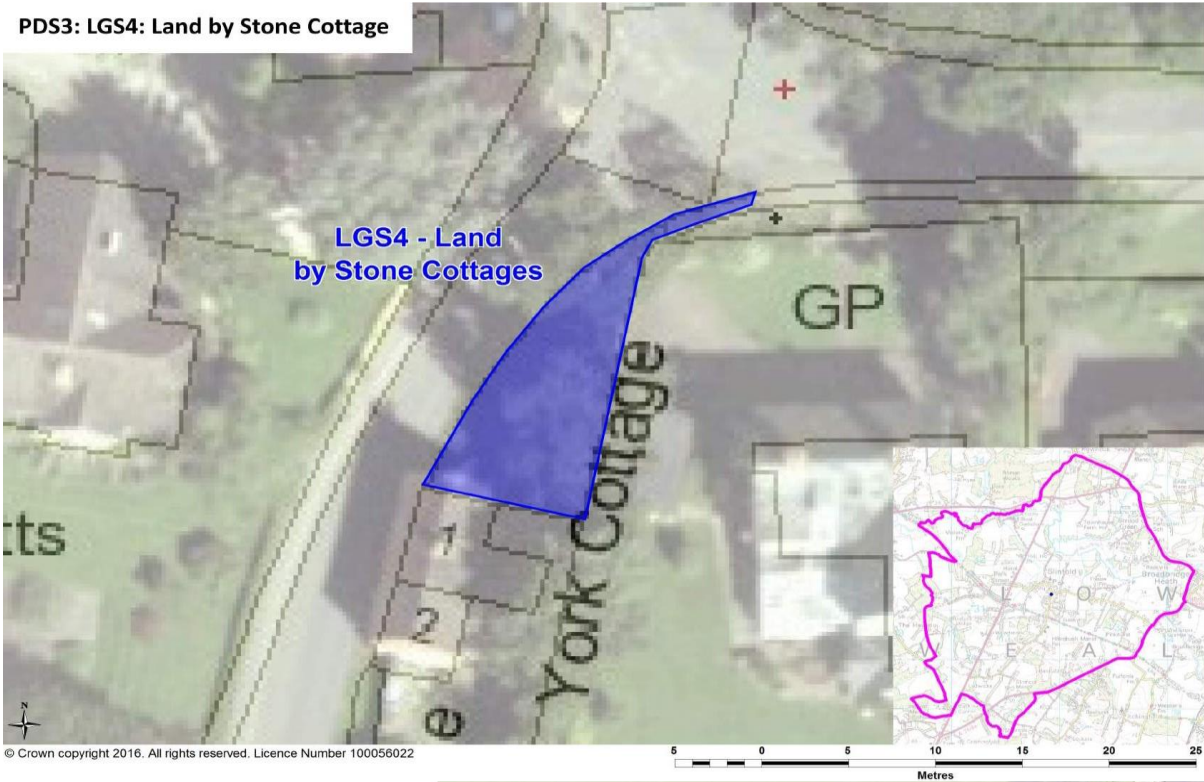 PDS3: LGS4: Land by Stone Cottage
LGS4 - Land
by Stone Cottages
GP
York Cottage
1
2
tts
e
L O W
W E A L
N
© Crown copyright 2016. All rights reserved. Licence Number 100056022
5 0 5 10 15 20 25
Metres